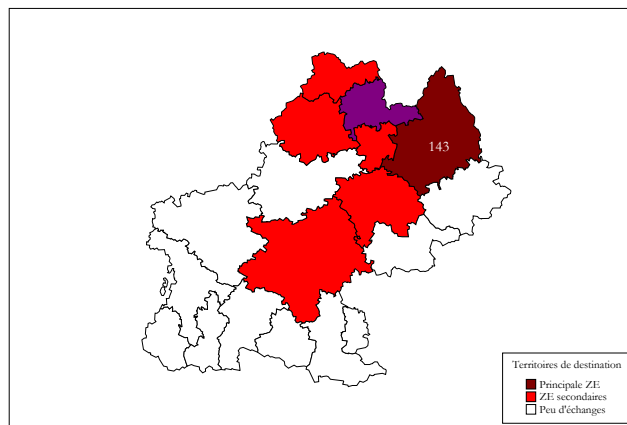 143
Territoires de destination
Principale ZE
ZE secondaires
Peu d'échanges